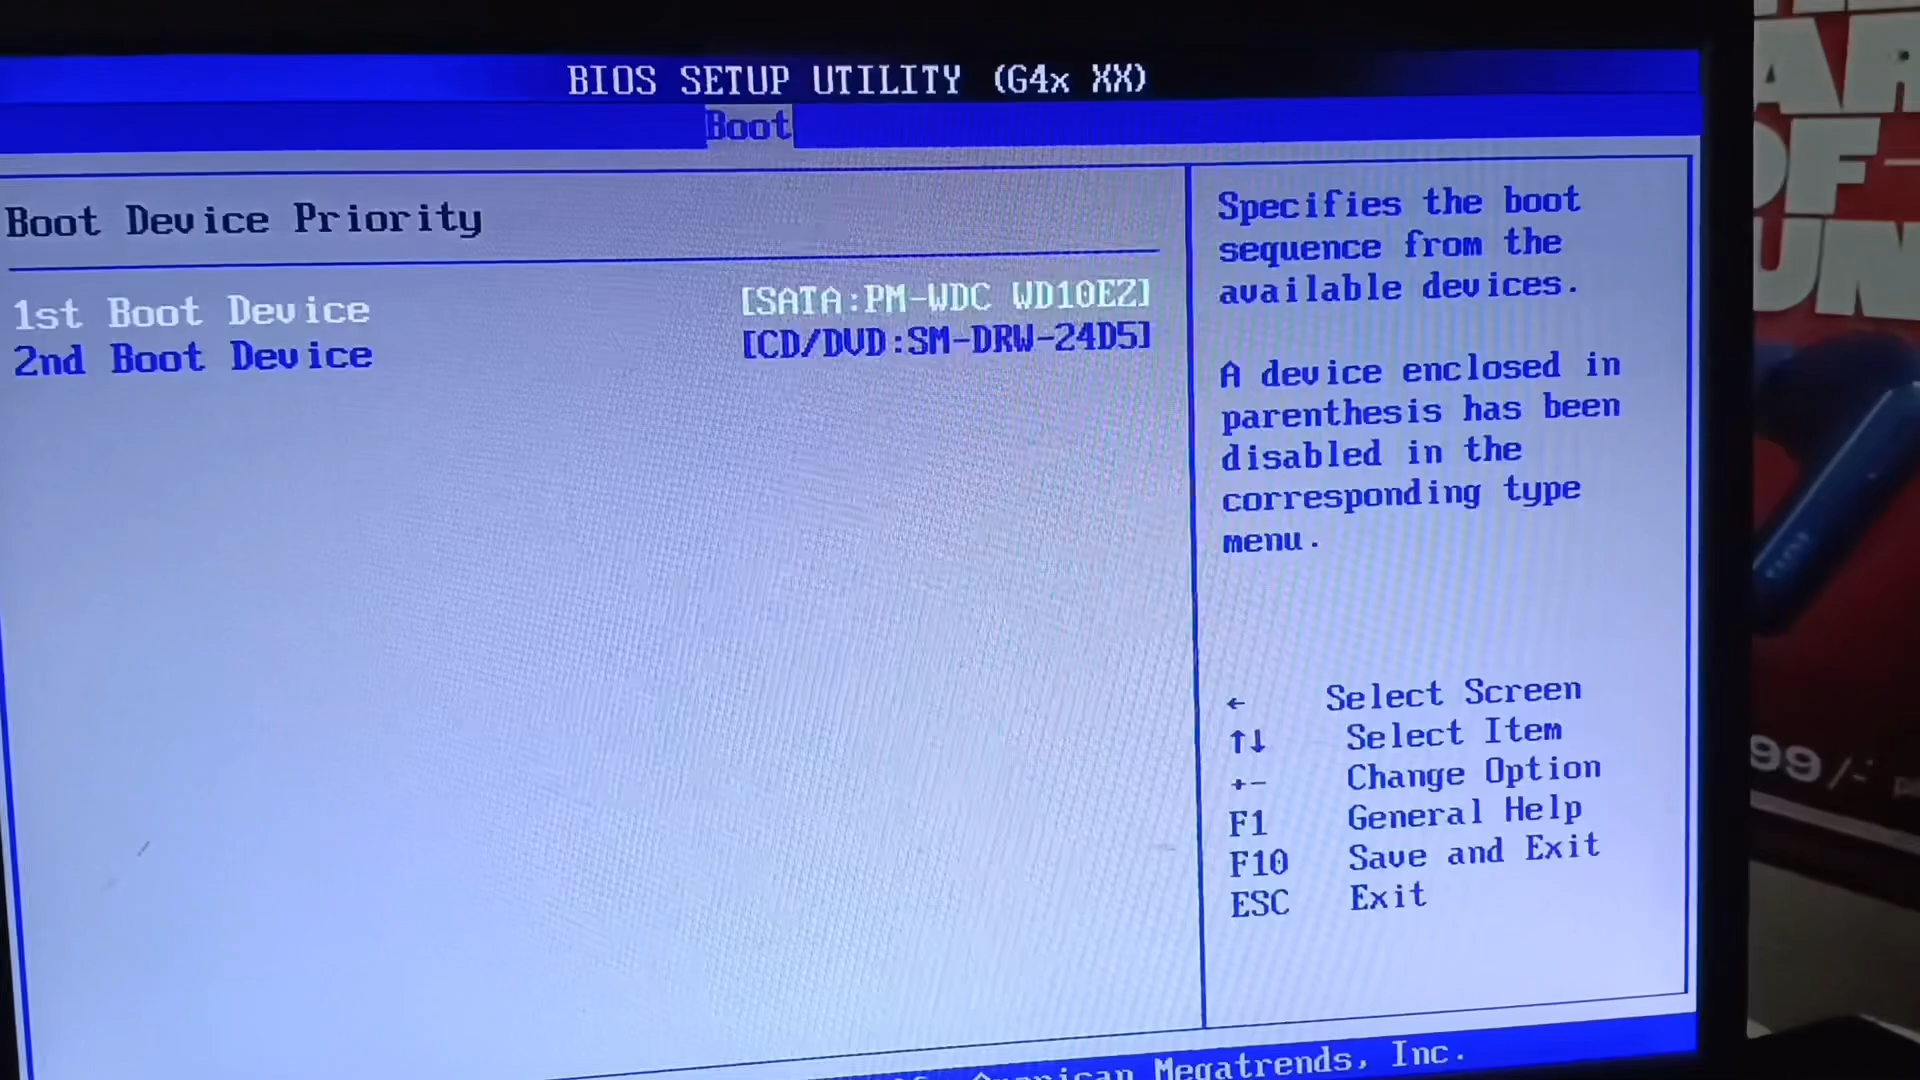 BIOS SETUP UTILITY (G4x XX)
Boot
Boot Device Priority
1st Boot Device [SATA:PM-WDC WD10EZ]
2nd Boot Device [CD/DVD:SM-DRW-24D5]
Specifies the boot
sequence from the
available devices.
A device enclosed in
parenthesis has been
disabled in the
corresponding type
menu.
← Select Screen
↑↓ Select Item
+- Change Option
F1 General Help
F10 Save and Exit
ESC Exit
American Megatrends, Inc.
OF
99/-